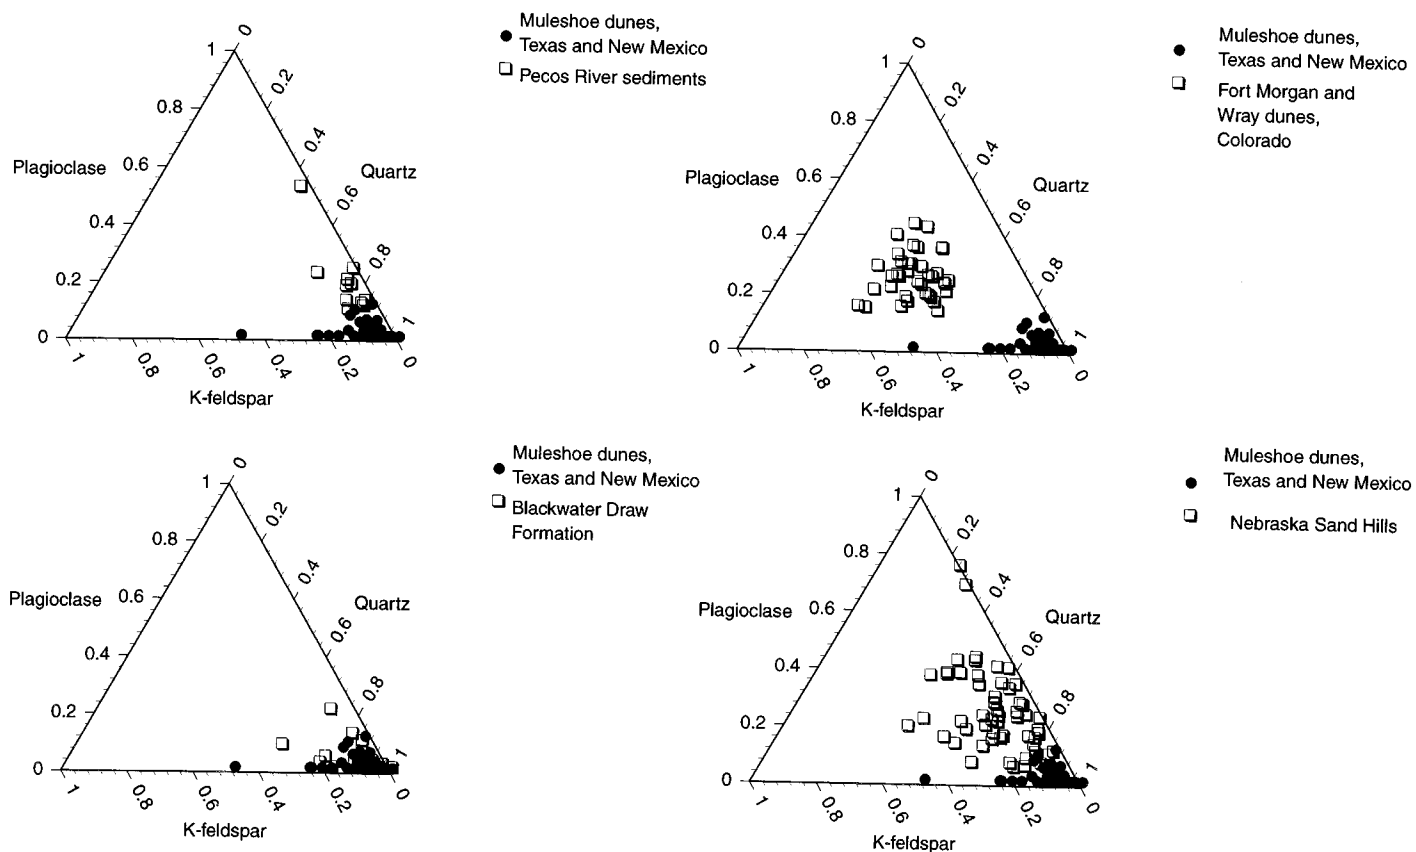 Muleshoe dunes,
Texas and New Mexico
Pecos River sediments
Plagioclase
Quartz
K-feldspar
1
0.8
0.6
0.4
0.2
0
0
0.2
0.4
0.6
0.8
1
1
0.8
0.6
0.4
0.2
0
Muleshoe dunes,
Texas and New Mexico
Fort Morgan and
Wray dunes,
Colorado
Plagioclase
Quartz
K-feldspar
1
0.8
0.6
0.4
0.2
0
0
0.2
0.4
0.6
0.8
1
1
0.8
0.6
0.4
0.2
0
Muleshoe dunes,
Texas and New Mexico
Blackwater Draw
Formation
Plagioclase
Quartz
K-feldspar
1
0.8
0.6
0.4
0.2
0
0
0.2
0.4
0.6
0.8
1
1
0.8
0.6
0.4
0.2
0
Muleshoe dunes,
Texas and New Mexico
Nebraska Sand Hills
Plagioclase
Quartz
K-feldspar
1
0.8
0.6
0.4
0.2
0
0
0.2
0.4
0.6
0.8
1
1
0.8
0.6
0.4
0.2
0